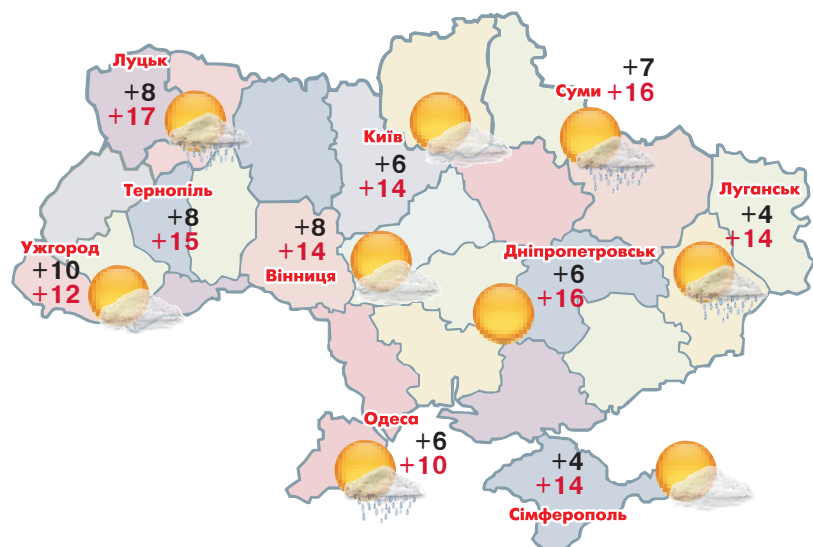 Луцьк
+8
+17
+7
Суми +16
Київ
+6
+14
Тернопіль
+8
+15
Луганськ
+4
+14
Ужгород
+10
+12
+8
+14
Вінниця
Дніпропетровськ
+6
+16
Одеса
+6
+10
+4
+14
Сімферополь